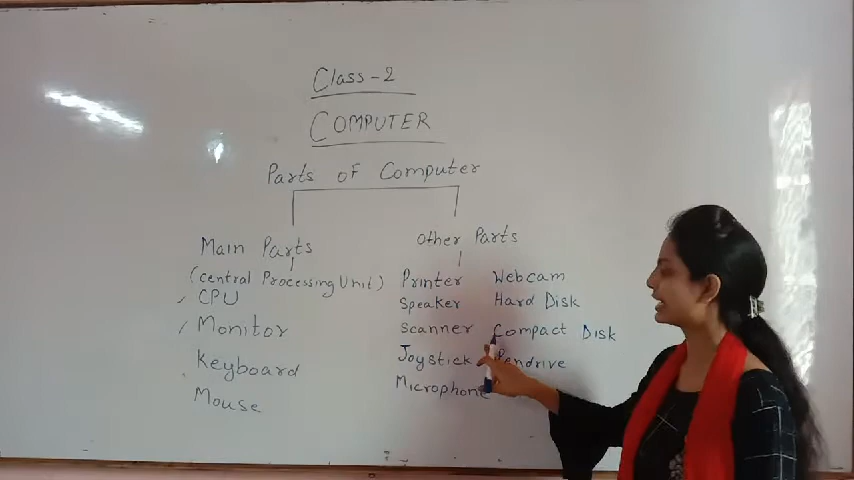 Class-2
COMPUTER
Parts of Computer
Main Parts
(central Processing Unit)
CPU
Monitor
Keyboard
Mouse
Other Parts
Printer Webcam
Speaker Hard Disk
Scanner Compact Disk
Joystick Pendrive
Microphone